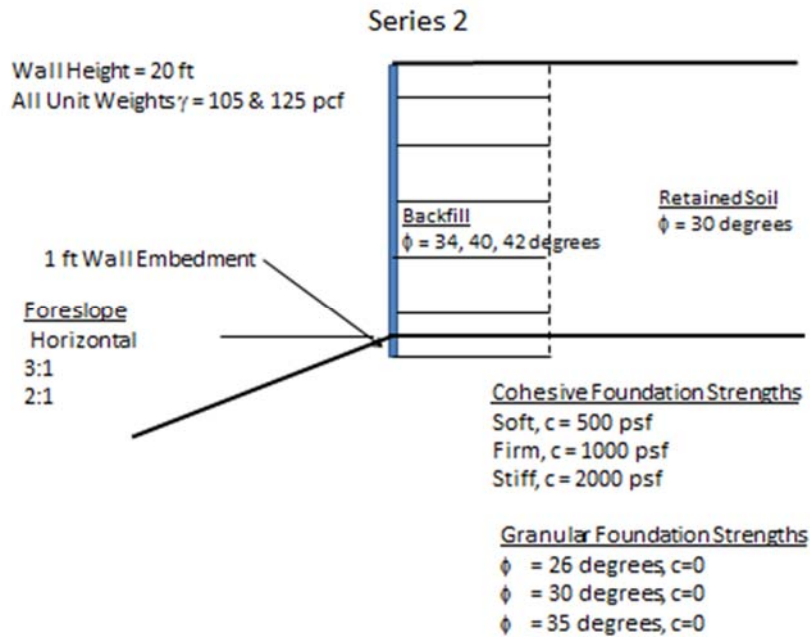 Series 2
Wall Height = 20 ft
All Unit Weights γ = 105 & 125 pcf
Backfill
ϕ = 34, 40, 42 degrees
Retained Soil
ϕ = 30 degrees
1 ft Wall Embedment
Foreslope
Horizontal
3:1
2:1
Cohesive Foundation Strengths
Soft, c = 500 psf
Firm, c = 1000 psf
Stiff, c = 2000 psf
Granular Foundation Strengths
ϕ = 26 degrees, c=0
ϕ = 30 degrees, c=0
ϕ = 35 degrees, c=0